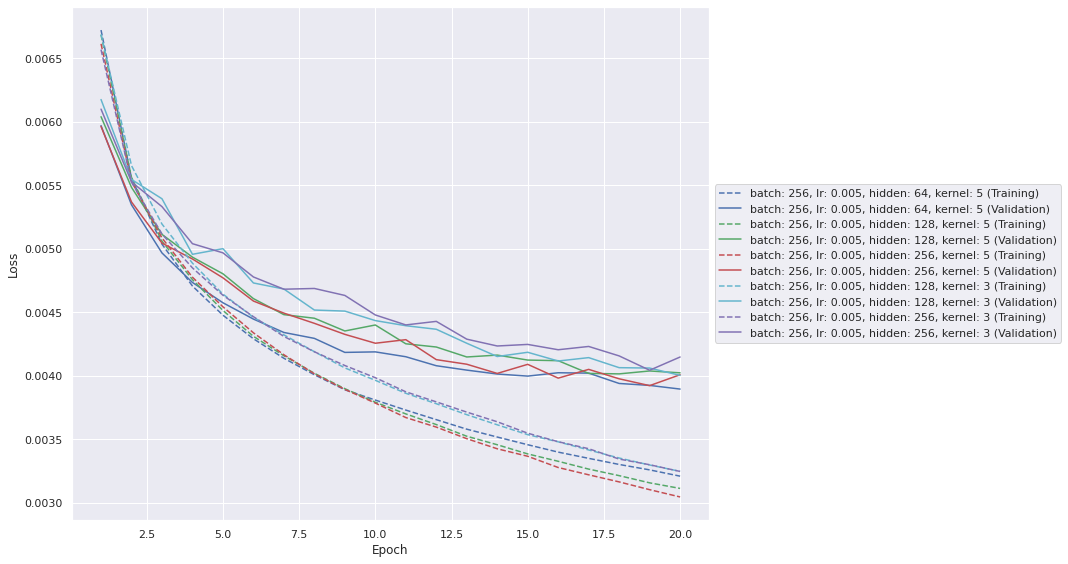 0.0065
0.0060
0.0055
0.0050
0.0045
0.0040
0.0035
0.0030
Loss
2.5 5.0 7.5 10.0 12.5 15.0 17.5 20.0
Epoch
batch: 256, lr: 0.005, hidden: 64, kernel: 5 (Training)
batch: 256, lr: 0.005, hidden: 64, kernel: 5 (Validation)
batch: 256, lr: 0.005, hidden: 128, kernel: 5 (Training)
batch: 256, lr: 0.005, hidden: 128, kernel: 5 (Validation)
batch: 256, lr: 0.005, hidden: 256, kernel: 5 (Training)
batch: 256, lr: 0.005, hidden: 256, kernel: 5 (Validation)
batch: 256, lr: 0.005, hidden: 128, kernel: 3 (Training)
batch: 256, lr: 0.005, hidden: 128, kernel: 3 (Validation)
batch: 256, lr: 0.005, hidden: 256, kernel: 3 (Training)
batch: 256, lr: 0.005, hidden: 256, kernel: 3 (Validation)